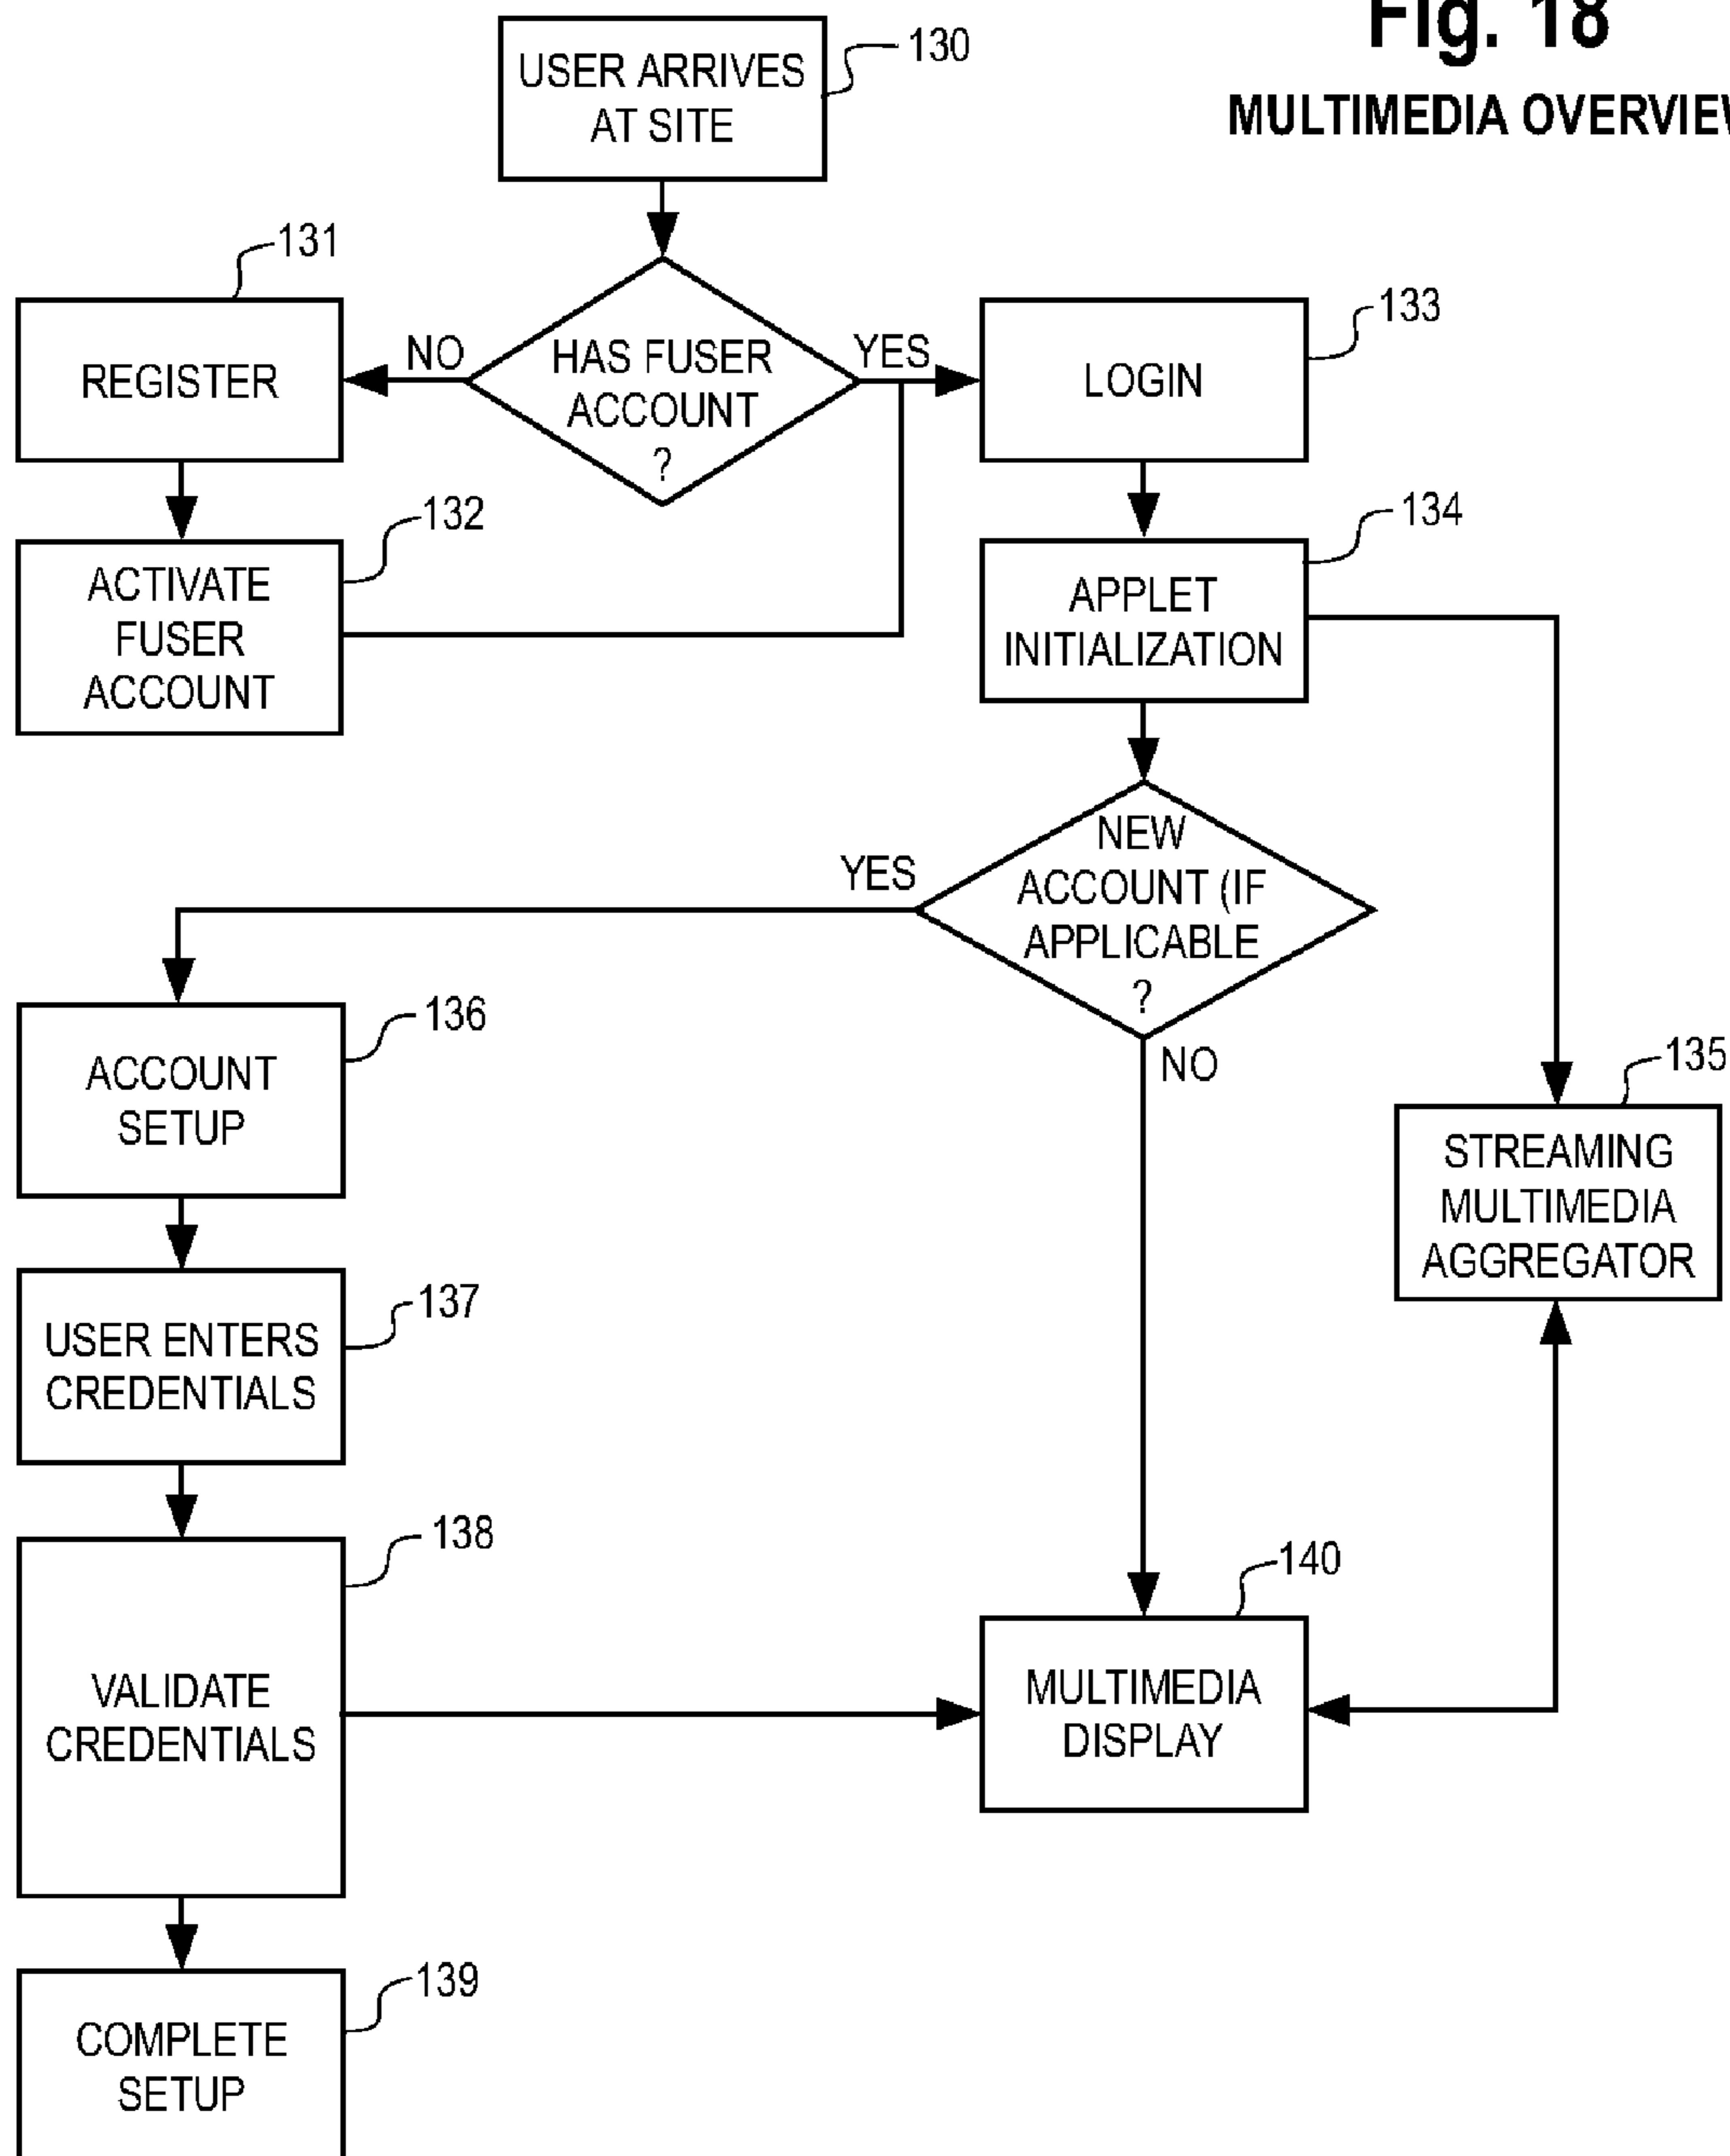 Fig. 18
MULTIMEDIA OVERVIEW
USER ARRIVES
AT SITE
130
131
REGISTER
NO
HAS FUSER
ACCOUNT
?
YES
LOGIN
133
132
ACTIVATE
FUSER
ACCOUNT
134
APPLET
INITIALIZATION
NEW
ACCOUNT (IF
APPLICABLE
?
YES
NO
136
ACCOUNT
SETUP
135
STREAMING
MULTIMEDIA
AGGREGATOR
137
USER ENTERS
CREDENTIALS
138
VALIDATE
CREDENTIALS
140
MULTIMEDIA
DISPLAY
139
COMPLETE
SETUP